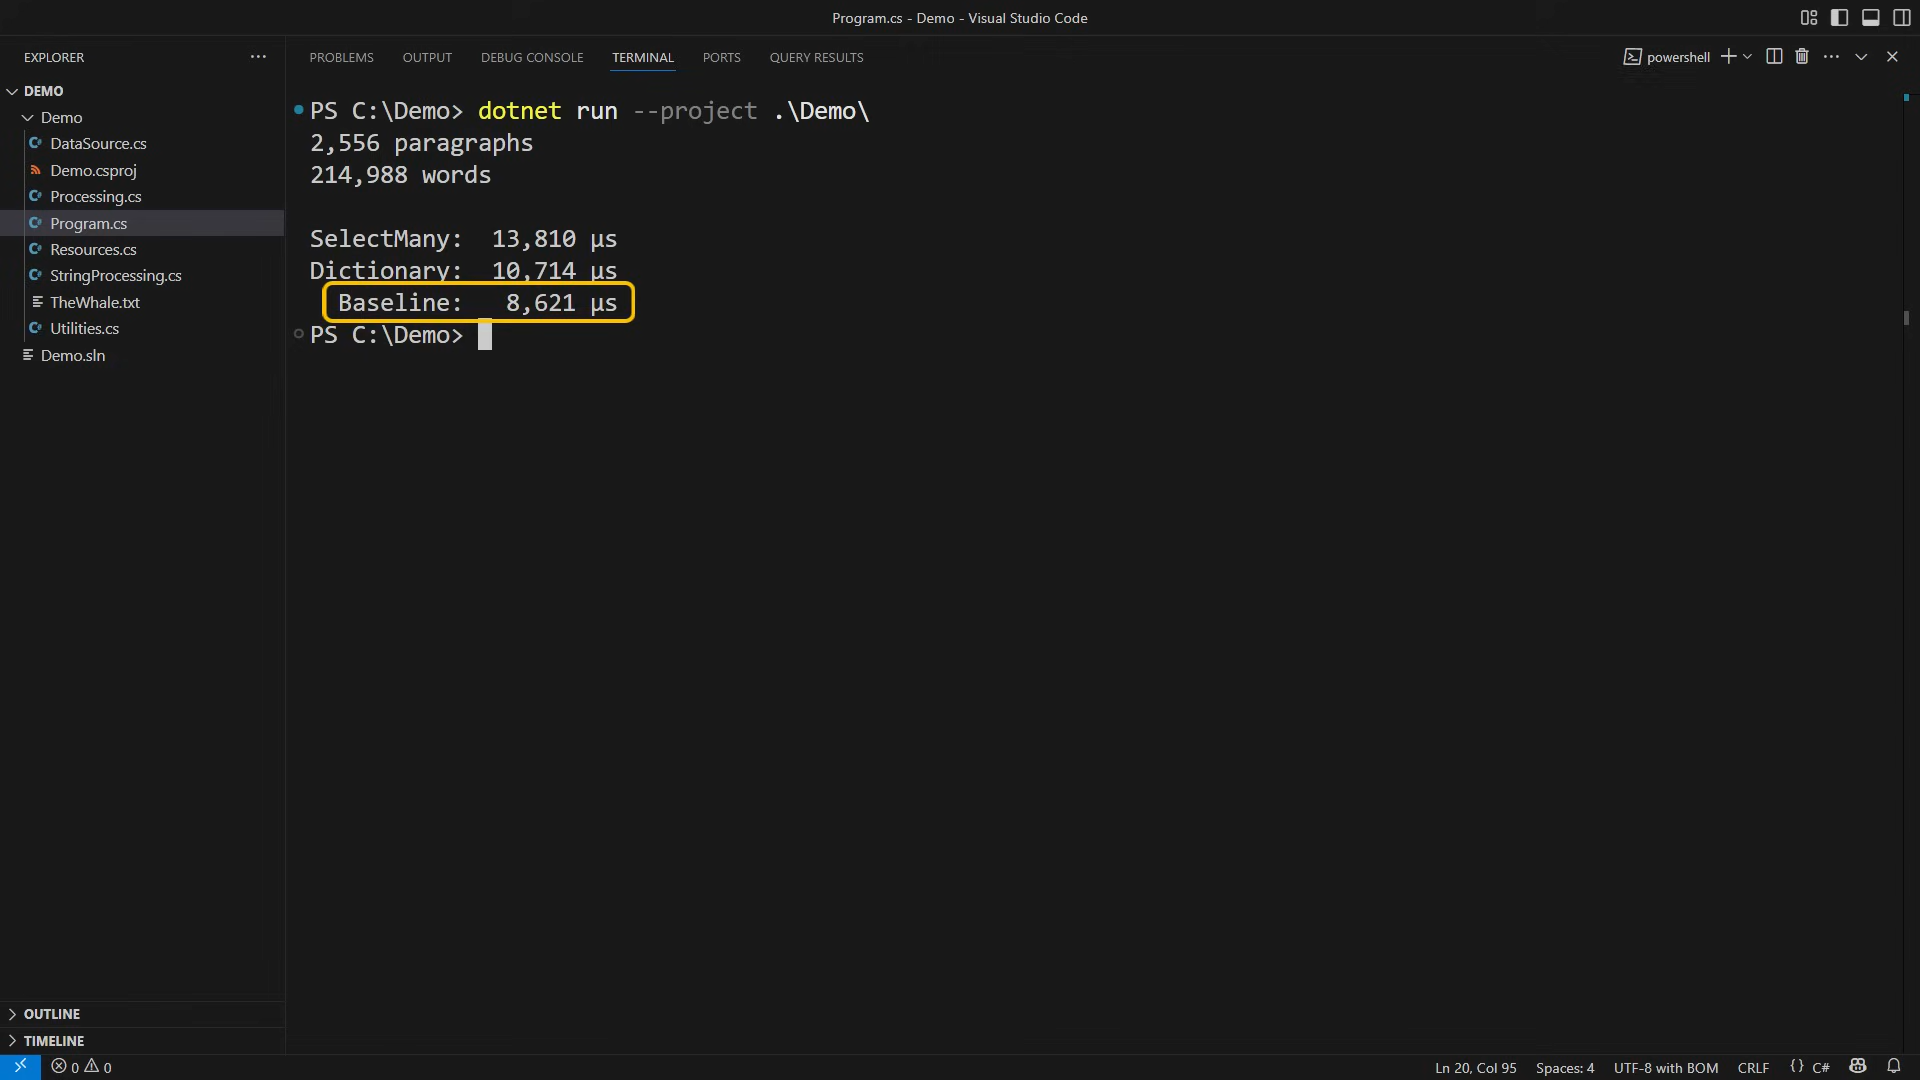 Program.cs - Demo - Visual Studio Code
EXPLORER
DEMO
Demo
DataSource.cs
Demo.csproj
Processing.cs
Program.cs
Resources.cs
StringProcessing.cs
TheWhale.txt
Utilities.cs
Demo.sln
OUTLINE
TIMELINE
PROBLEMS OUTPUT DEBUG CONSOLE TERMINAL PORTS QUERY RESULTS
powershell
PS C:\Demo> dotnet run --project .\Demo\
2,556 paragraphs
214,988 words
SelectMany: 13,810 µs
Dictionary: 10,714 µs
Baseline: 8,621 µs
PS C:\Demo>
0 0
Ln 20, Col 95 Spaces: 4 UTF-8 with BOM CRLF {} C#